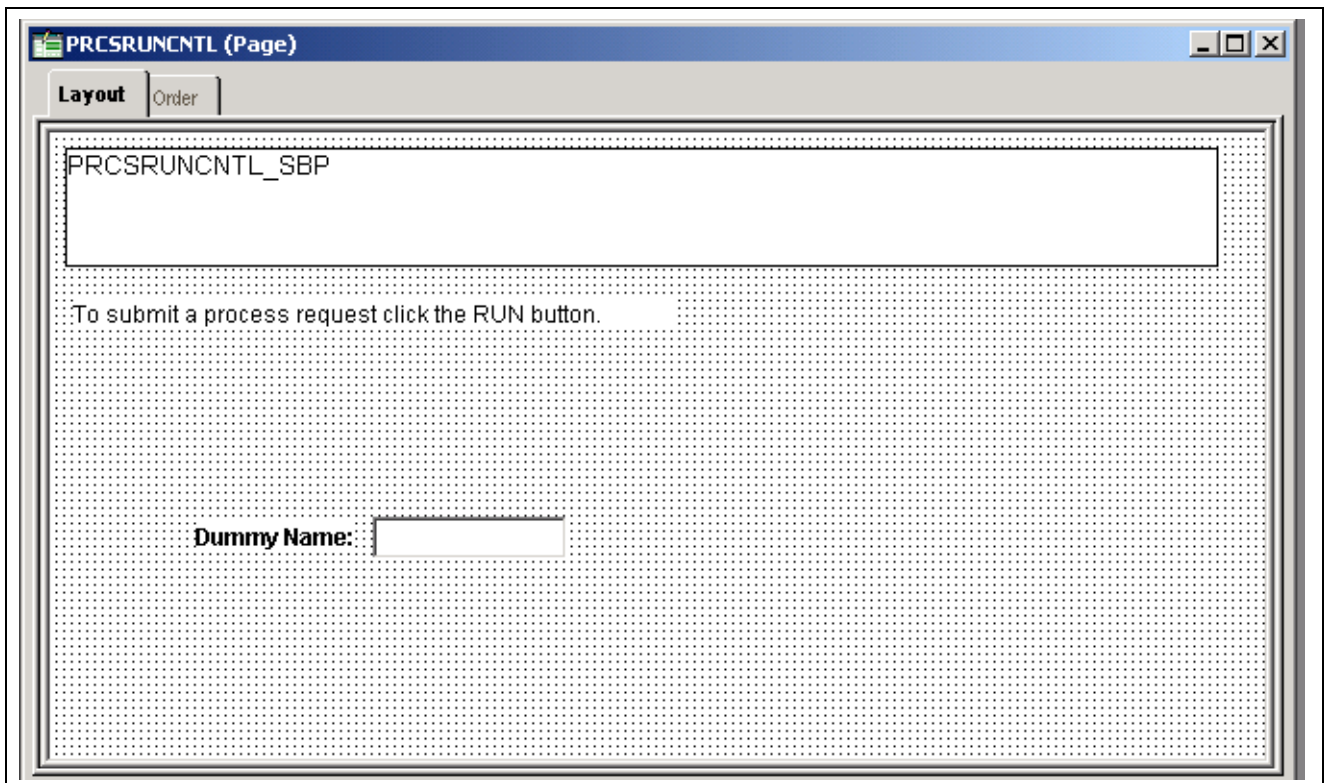 PRCSRUNCNTL (Page)
Layout Order
PRCSRUNCNTL_SBP
To submit a process request click the RUN button.
Dummy Name: